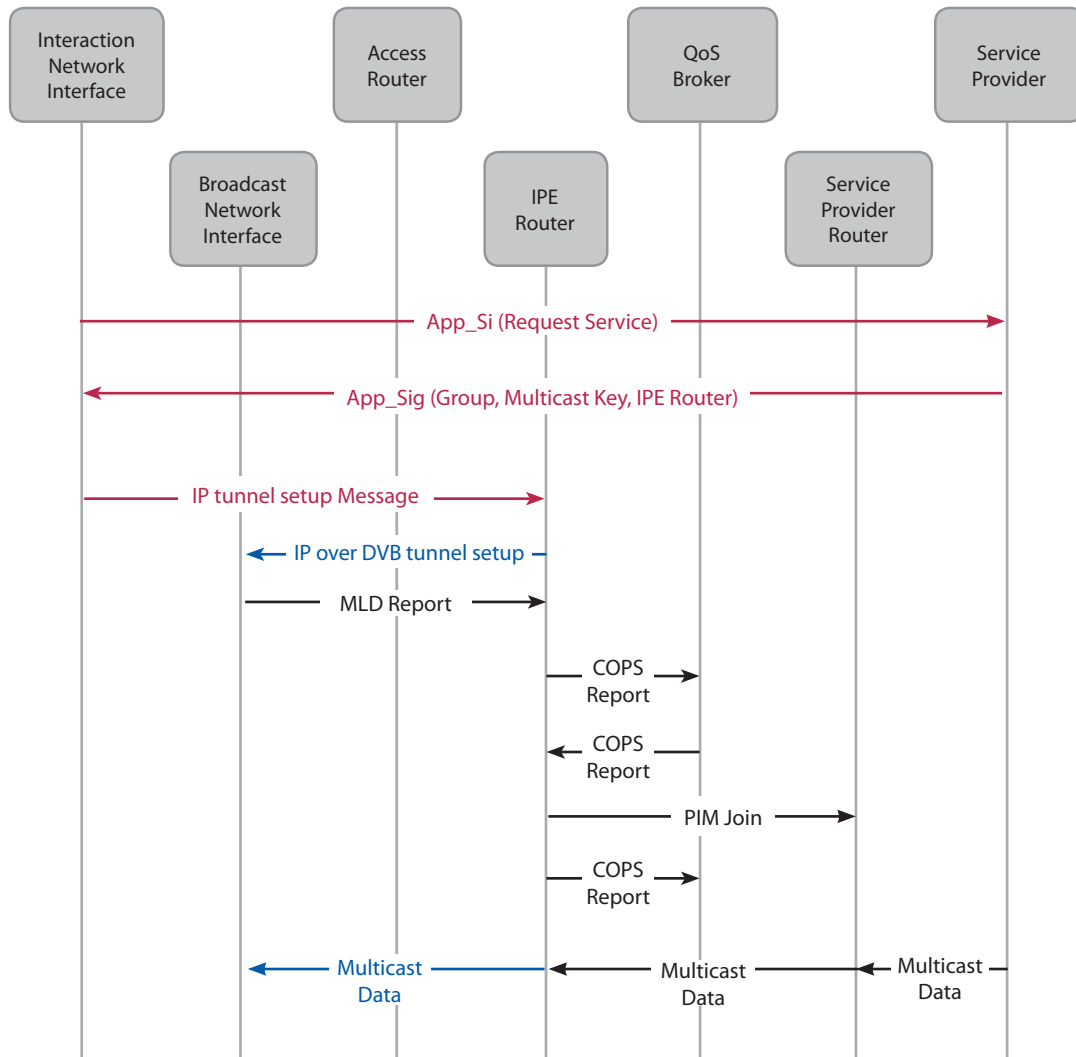 Interaction
Network
Interface
Access
Router
QoS
Broker
Service
Provider
Broadcast
Network
Interface
IPE
Router
Service
Provider
Router
App_Si (Request Service)
App_Sig (Group, Multicast Key, IPE Router)
IP tunnel setup Message
IP over DVB tunnel setup
MLD Report
COPS
Report
COPS
Report
PIM Join
COPS
Report
Multicast
Data
Multicast
Data
Multicast
Data